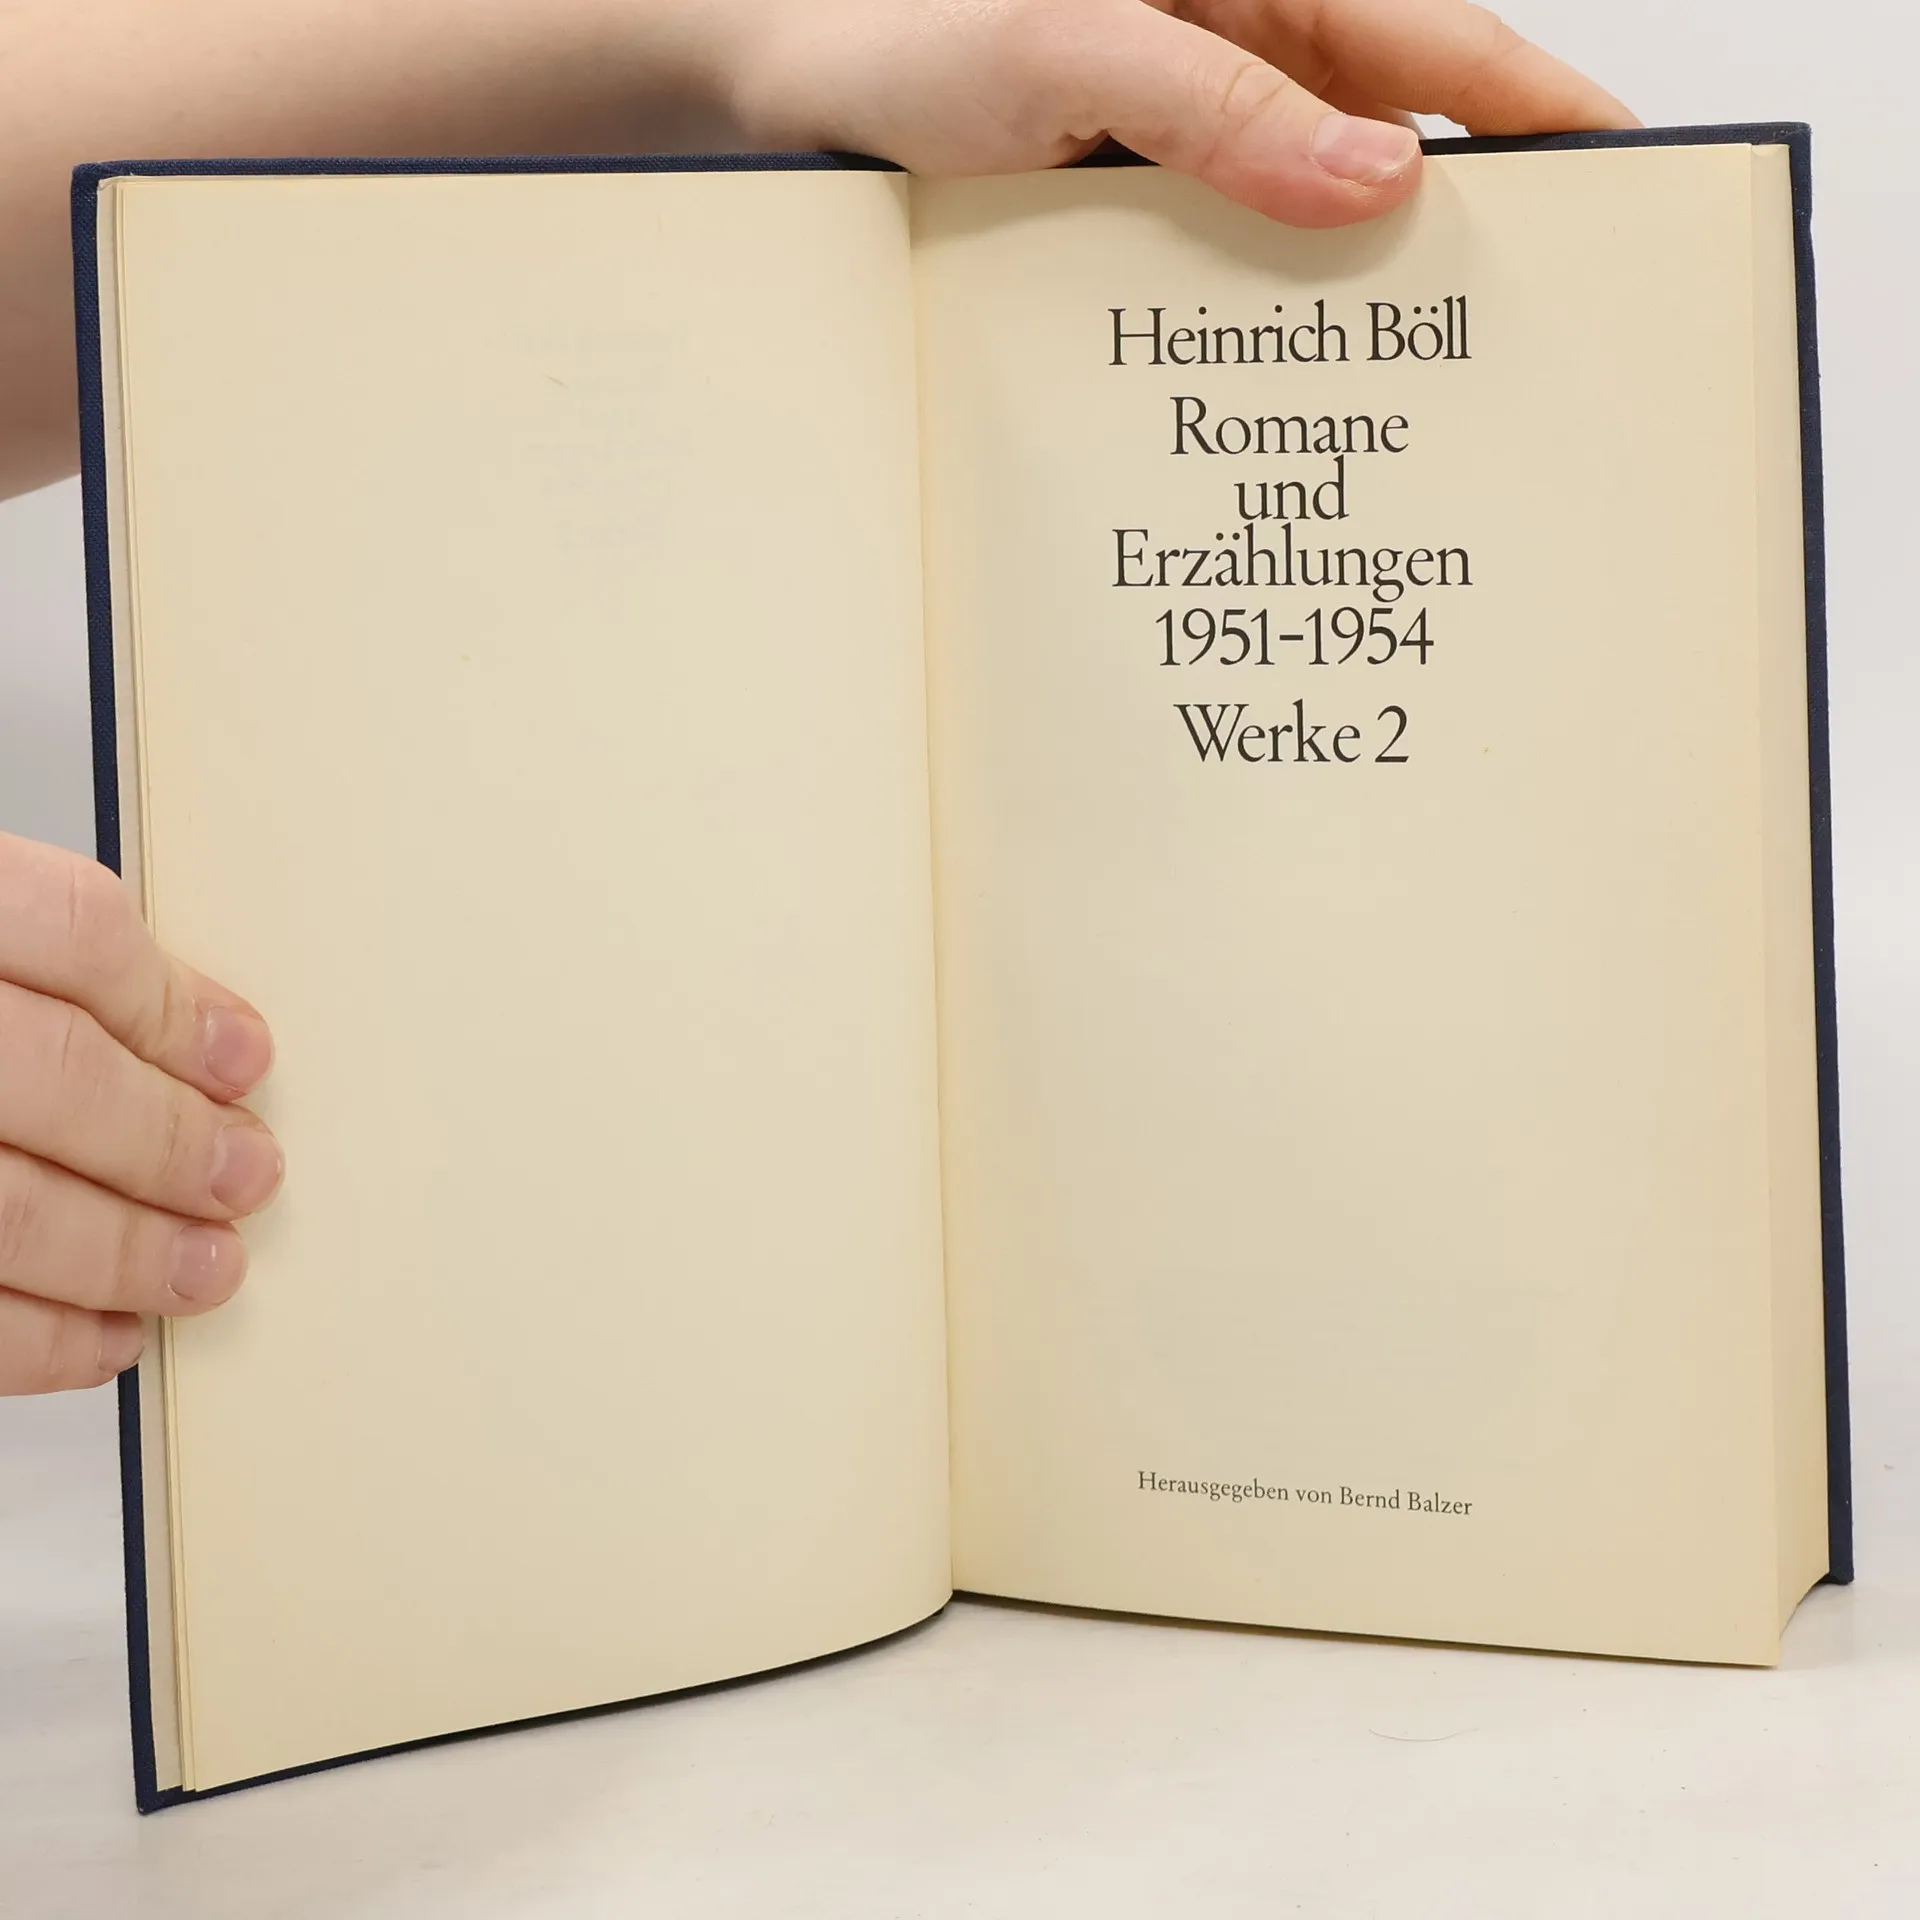 Heinrich Böll
Romane
und
Erzählungen
1951-1954
Werke 2
Herausgegeben von Bernd Balzer